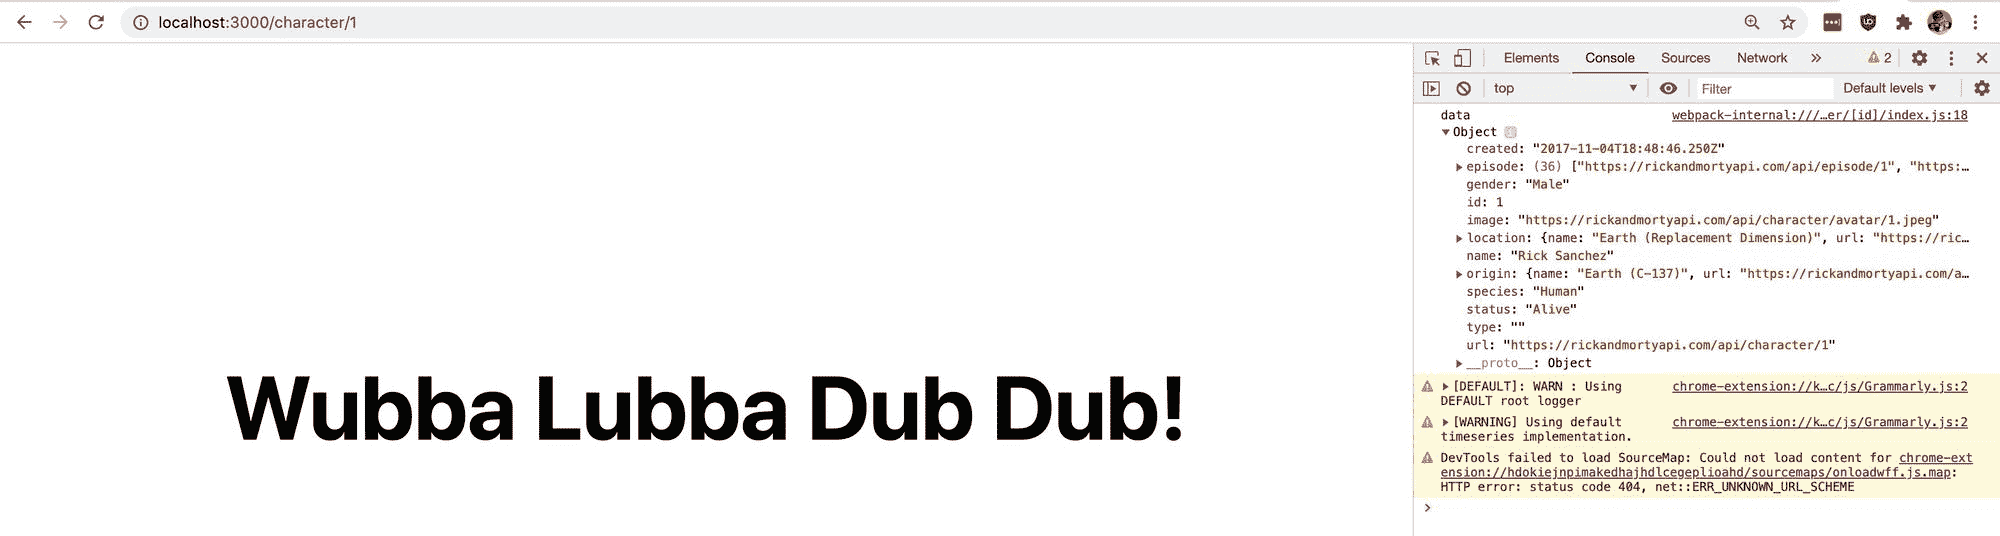 localhost:3000/character/1
Elements Console Sources Network » 2
top Filter Default levels
data webpack-internal:///…er/[id]/index.js:18
Object
created: "2017-11-04T18:48:46.250Z"
episode: (36) ["https://rickandmortyapi.com/api/episode/1", "https:…
gender: "Male"
id: 1
image: "https://rickandmortyapi.com/api/character/avatar/1.jpeg"
location: {name: "Earth (Replacement Dimension)", url: "https://ric…
name: "Rick Sanchez"
origin: {name: "Earth (C-137)", url: "https://rickandmortyapi.com/a…
species: "Human"
status: "Alive"
type: ""
url: "https://rickandmortyapi.com/api/character/1"
__proto__: Object
[DEFAULT]: WARN : Using chrome-extension://k…c/js/Grammarly.js:2
DEFAULT root logger
[WARNING] Using default chrome-extension://k…c/js/Grammarly.js:2
timeseries implementation.
DevTools failed to load SourceMap: Could not load content for chrome-ext
ension://hdokiejnpimakedhajhdlcegeplioahd/sourcemaps/onloadwff.js.map:
HTTP error: status code 404, net::ERR_UNKNOWN_URL_SCHEME
>
Wubba Lubba Dub Dub!